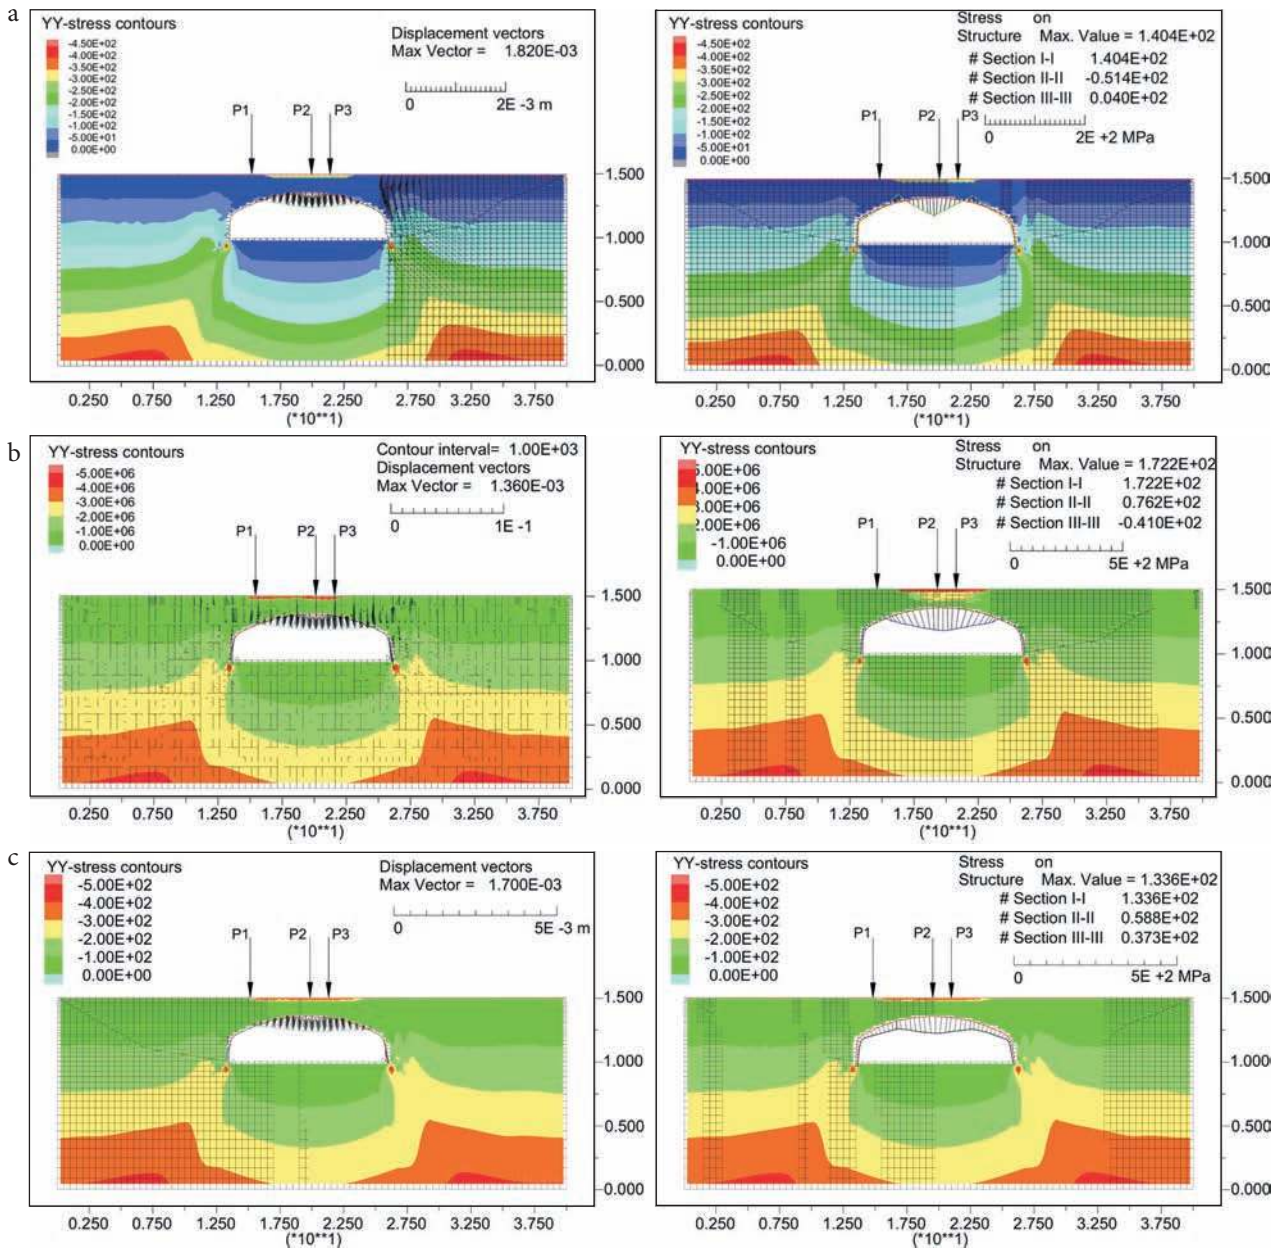 a
YY-stress contours
-4.50E+02
-4.00E+02
-3.50E+02
-3.00E+02
-2.50E+02
-2.00E+02
-1.50E+02
-1.00E+02
-5.00E+01
0.00E+00
Displacement vectors
Max Vector = 1.820E-03
0 2E -3 m
P1 P2 P3
1.500
1.000
0.500
0.000
0.250 0.750 1.250 1.750 2.250 2.750 3.250 3.750
(*10**1)
YY-stress contours
-4.50E+02
-4.00E+02
-3.50E+02
-3.00E+02
-2.50E+02
-2.00E+02
-1.50E+02
-1.00E+02
-5.00E+01
0.00E+00
Stress on
Structure Max. Value = 1.404E+02
# Section I-I 1.404E+02
# Section II-II -0.514E+02
# Section III-III 0.040E+02
0 2E +2 MPa
P1 P2 P3
1.500
1.000
0.500
0.000
0.250 0.750 1.250 1.750 2.250 2.750 3.250 3.750
(*10**1)
b
YY-stress contours
-5.00E+06
-4.00E+06
-3.00E+06
-2.00E+06
-1.00E+06
0.00E+00
Contour interval= 1.00E+03
Displacement vectors
Max Vector = 1.360E-03
0 1E -1
P1 P2 P3
1.500
1.000
0.500
0.000
0.250 0.750 1.250 1.750 2.250 2.750 3.250 3.750
(*10**1)
YY-stress contours
5.00E+06
4.00E+06
3.00E+06
2.00E+06
-1.00E+06
0.00E+00
Stress on
Structure Max. Value = 1.722E+02
# Section I-I 1.722E+02
# Section II-II 0.762E+02
# Section III-III -0.410E+02
0 5E +2 MPa
P1 P2 P3
1.500
1.000
0.500
0.000
0.250 0.750 1.250 1.750 2.250 2.750 3.250 3.750
(*10**1)
c
YY-stress contours
-5.00E+02
-4.00E+02
-3.00E+02
-2.00E+02
-1.00E+02
0.00E+00
Displacement vectors
Max Vector = 1.700E-03
0 5E -3 m
P1 P2 P3
1.500
1.000
0.500
0.000
0.250 0.750 1.250 1.750 2.250 2.750 3.250 3.750
(*10**1)
YY-stress contours
-5.00E+02
-4.00E+02
-3.00E+02
-2.00E+02
-1.00E+02
0.00E+00
Stress on
Structure Max. Value = 1.336E+02
# Section I-I 1.336E+02
# Section II-II 0.588E+02
# Section III-III 0.373E+02
0 5E +2 MPa
P1 P2 P3
1.500
1.000
0.500
0.000
0.250 0.750 1.250 1.750 2.250 2.750 3.250 3.750
(*10**1)